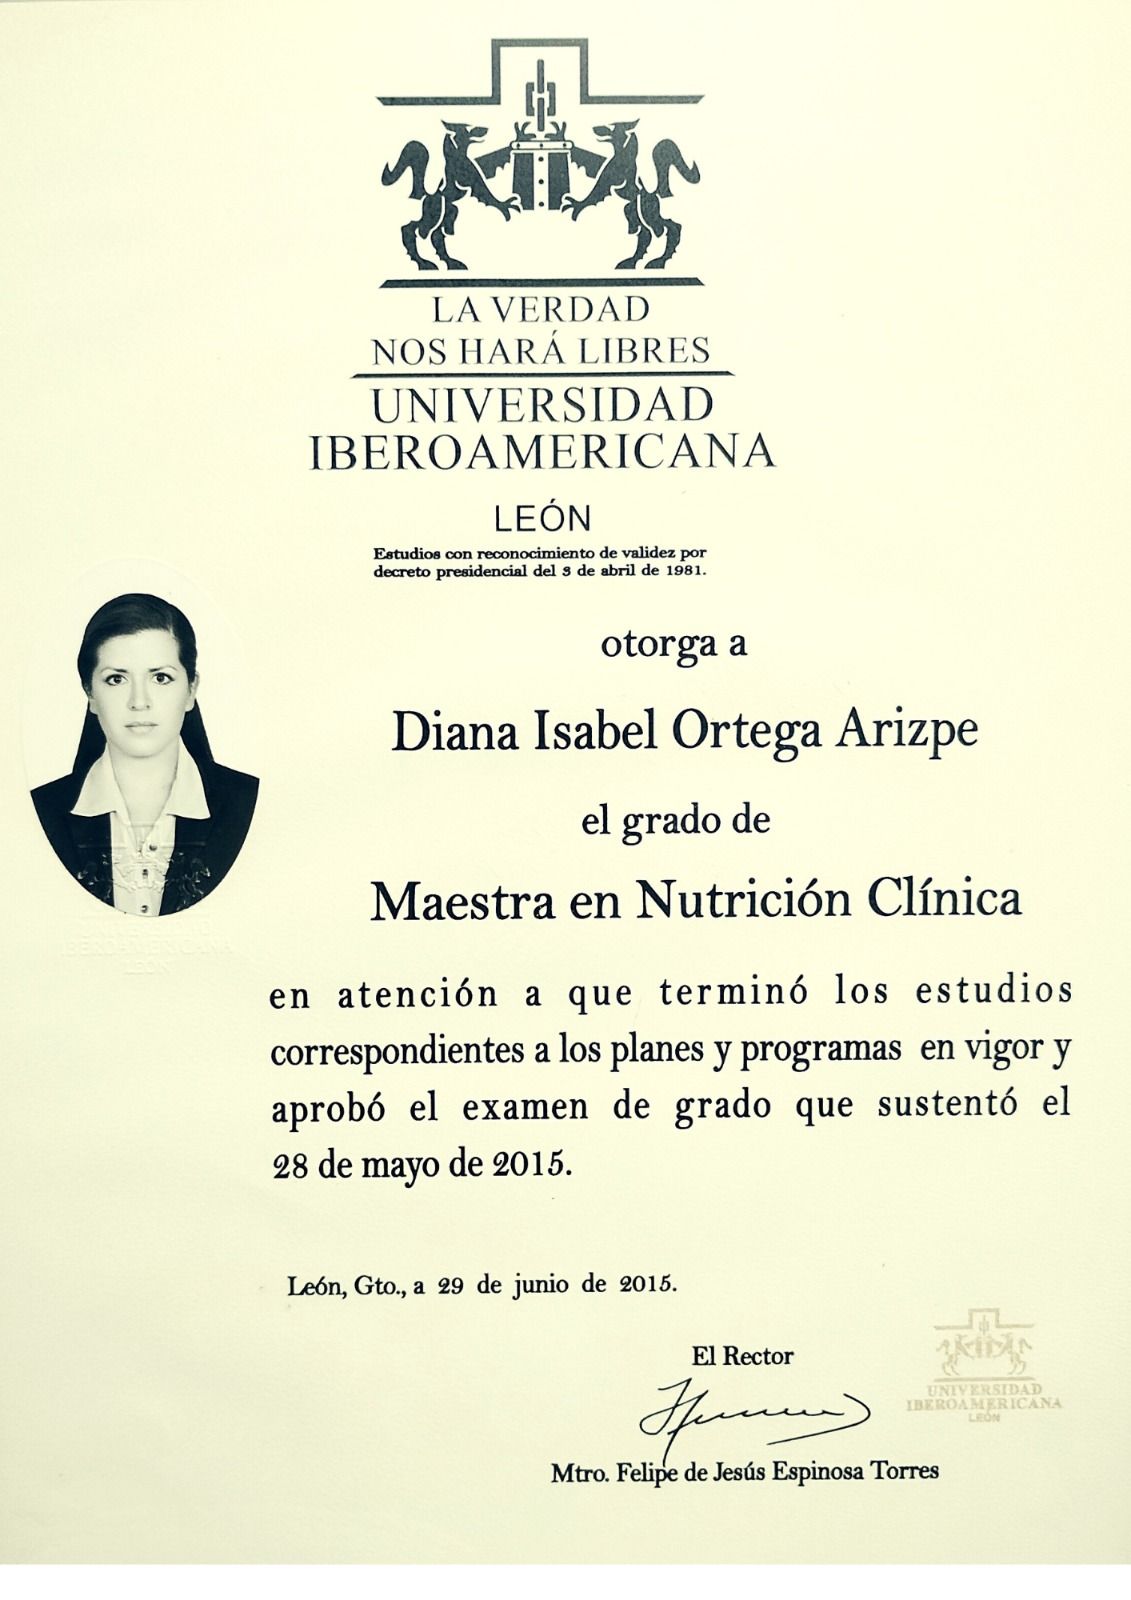 LA VERDAD
NOS HARÁ LIBRES
UNIVERSIDAD
IBEROAMERICANA
LEÓN
Estudios con reconocimiento de validez por
decreto presidencial del 3 de abril de 1981.
otorga a
Diana Isabel Ortega Arizpe
el grado de
Maestra en Nutrición Clínica
IBEROAMERICANA
LEÓN
en atención a que terminó los estudios
correspondientes a los planes y programas en vigor y
aprobó el examen de grado que sustentó el
28 de mayo de 2015.
León, Gto., a 29 de junio de 2015.
El Rector
Mtro. Felipe de Jesús Espinosa Torres
UNIVERSIDAD
IBEROAMERICANA
LEÓN